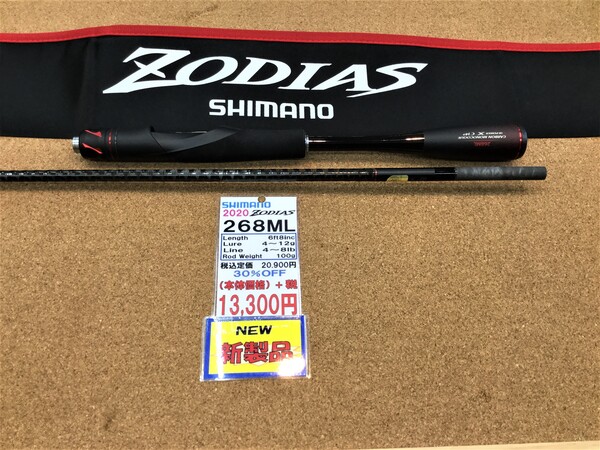 ZODIAS
SHIMANO
SHIMANO
2020 ZODIAS
268ML
Length 6ft8inc
Lure 4～12g
Line 4～8lb
Rod Weight 100g
税込定価 20,900円
30%OFF
(本体価格)+税
13,300円
NEW
新製品